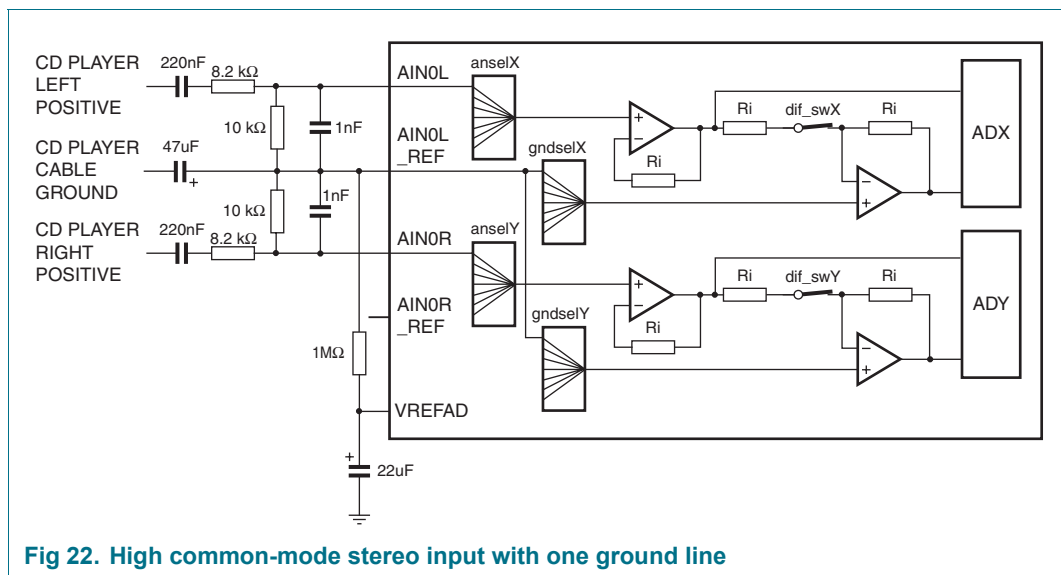 CD PLAYER
LEFT
POSITIVE
220nF
8.2 kΩ
10 kΩ
1nF
AIN0L
anselX
CD PLAYER
CABLE
GROUND
47uF
+
AIN0L
_REF
gndselX
+
−
Ri
Ri
dif_swX
Ri
−
+
ADX
10 kΩ
1nF
CD PLAYER
RIGHT
POSITIVE
220nF
8.2 kΩ
AIN0R
anselY
AIN0R
_REF
gndselY
+
−
Ri
Ri
dif_swY
Ri
−
+
ADY
1MΩ
VREFAD
+
22uF
Fig 22. High common-mode stereo input with one ground line